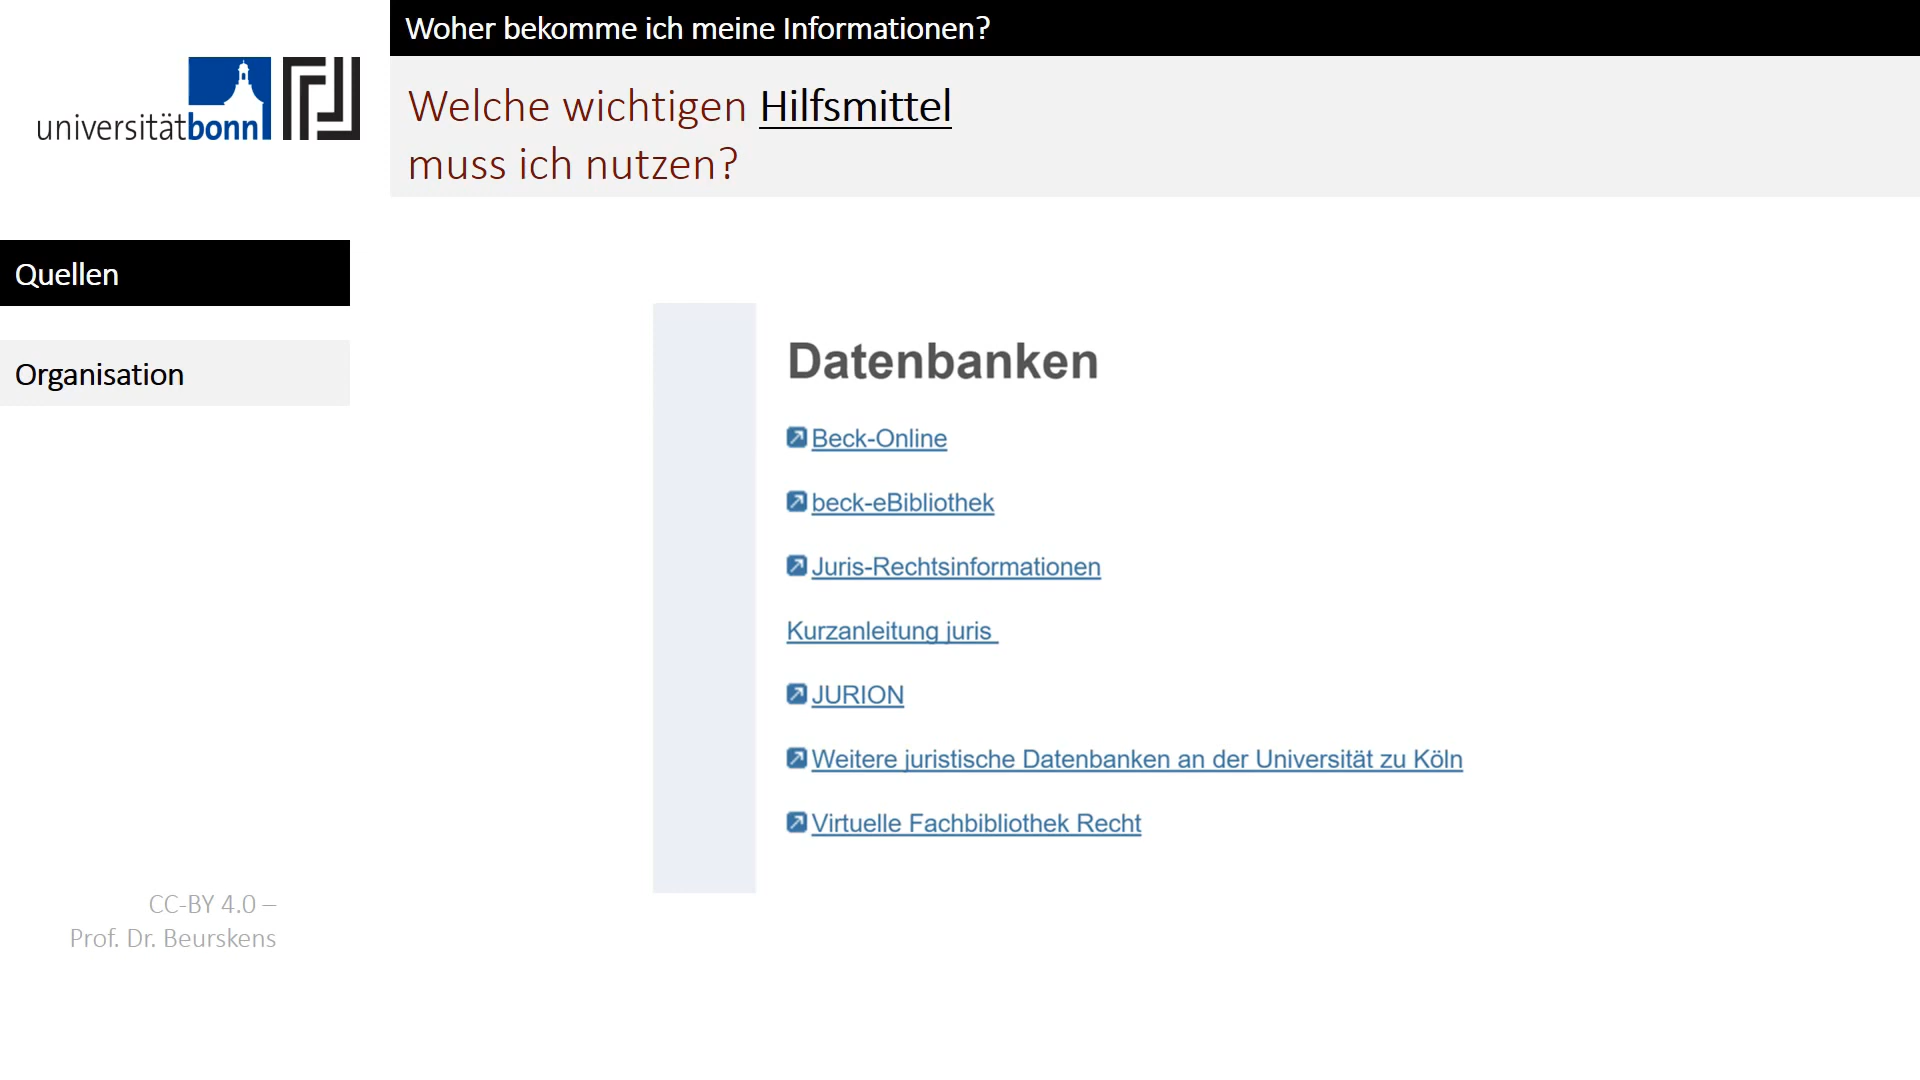 Woher bekomme ich meine Informationen?
universitätbonn
Welche wichtigen Hilfsmittel
muss ich nutzen?
Quellen
Organisation
Datenbanken
Beck-Online
beck-eBibliothek
Juris-Rechtsinformationen
Kurzanleitung juris
JURION
Weitere juristische Datenbanken an der Universität zu Köln
Virtuelle Fachbibliothek Recht
CC-BY 4.0 –
Prof. Dr. Beurskens